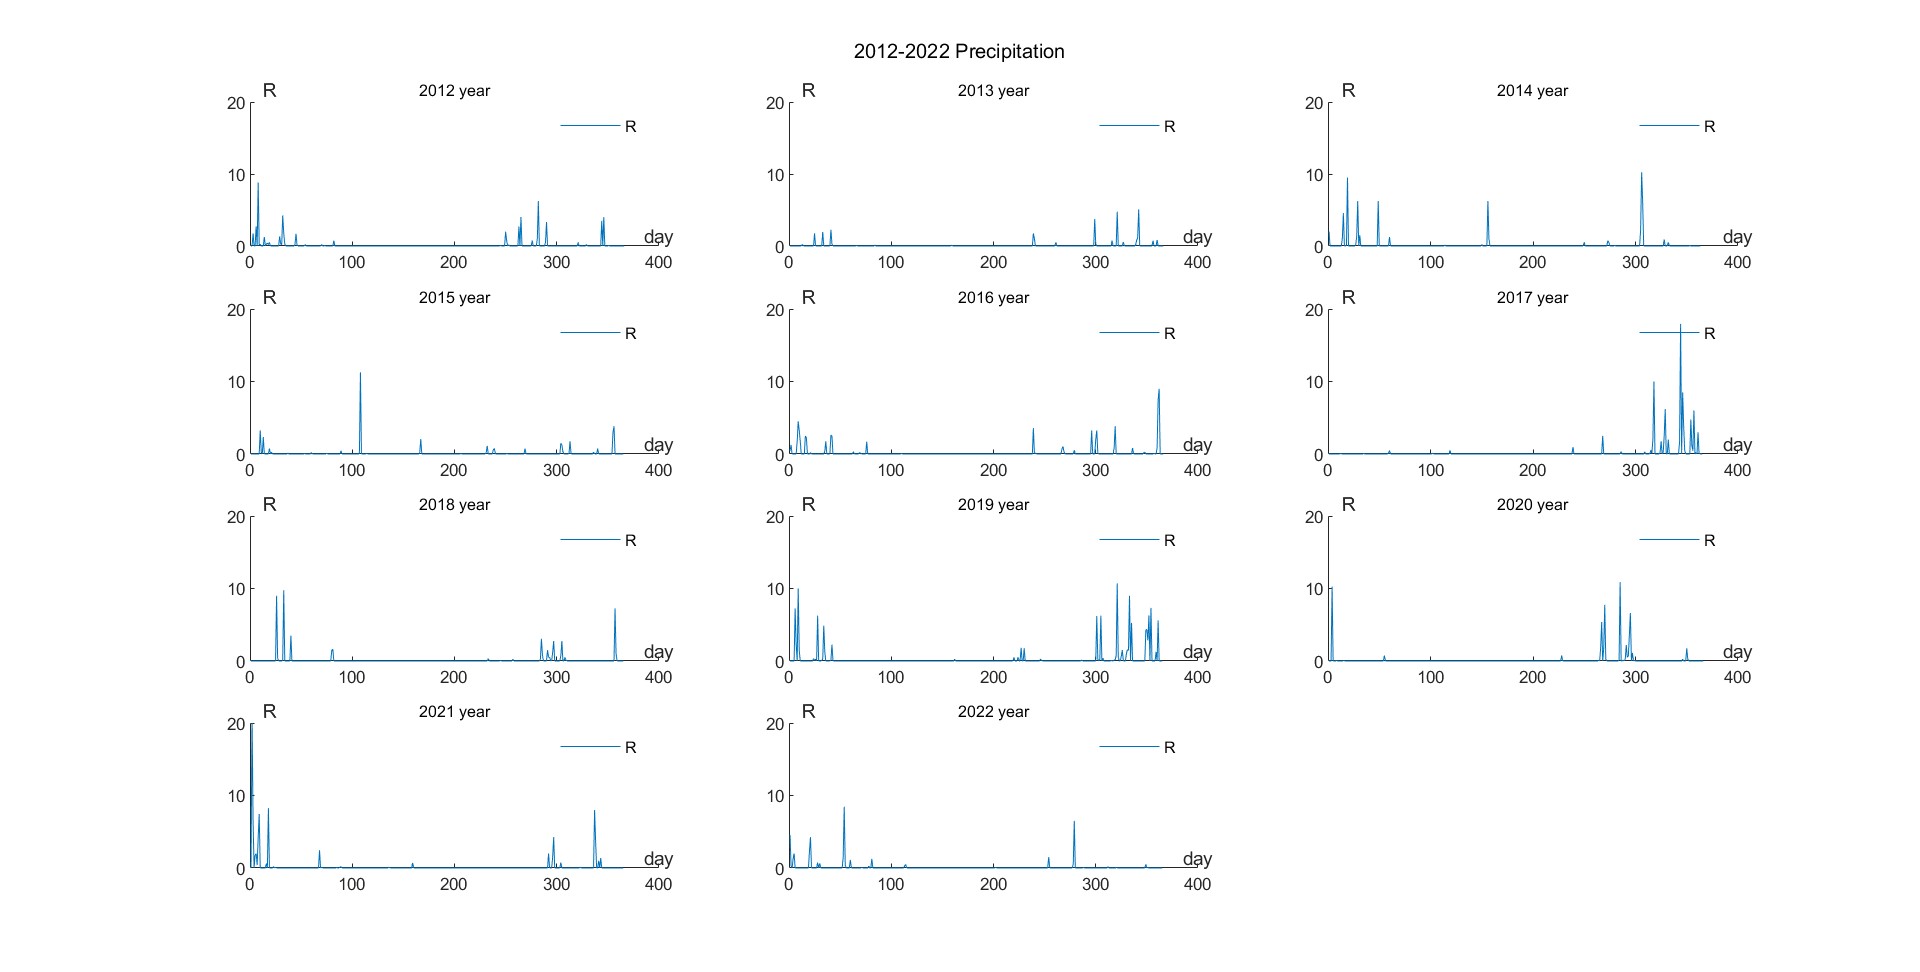 2012-2022 Precipitation
R 2012 year R 2013 year R 2014 year
20 20 20
R R R
10 10 10
0 day 0 day 0 day
0 100 200 300 400 0 100 200 300 400 0 100 200 300 400
R 2015 year R 2016 year R 2017 year
20 20 20
R R R
10 10 10
0 day 0 day 0 day
0 100 200 300 400 0 100 200 300 400 0 100 200 300 400
R 2018 year R 2019 year R 2020 year
20 20 20
R R R
10 10 10
0 day 0 day 0 day
0 100 200 300 400 0 100 200 300 400 0 100 200 300 400
R 2021 year R 2022 year
20 20
R R
10 10
0 day 0 day
0 100 200 300 400 0 100 200 300 400